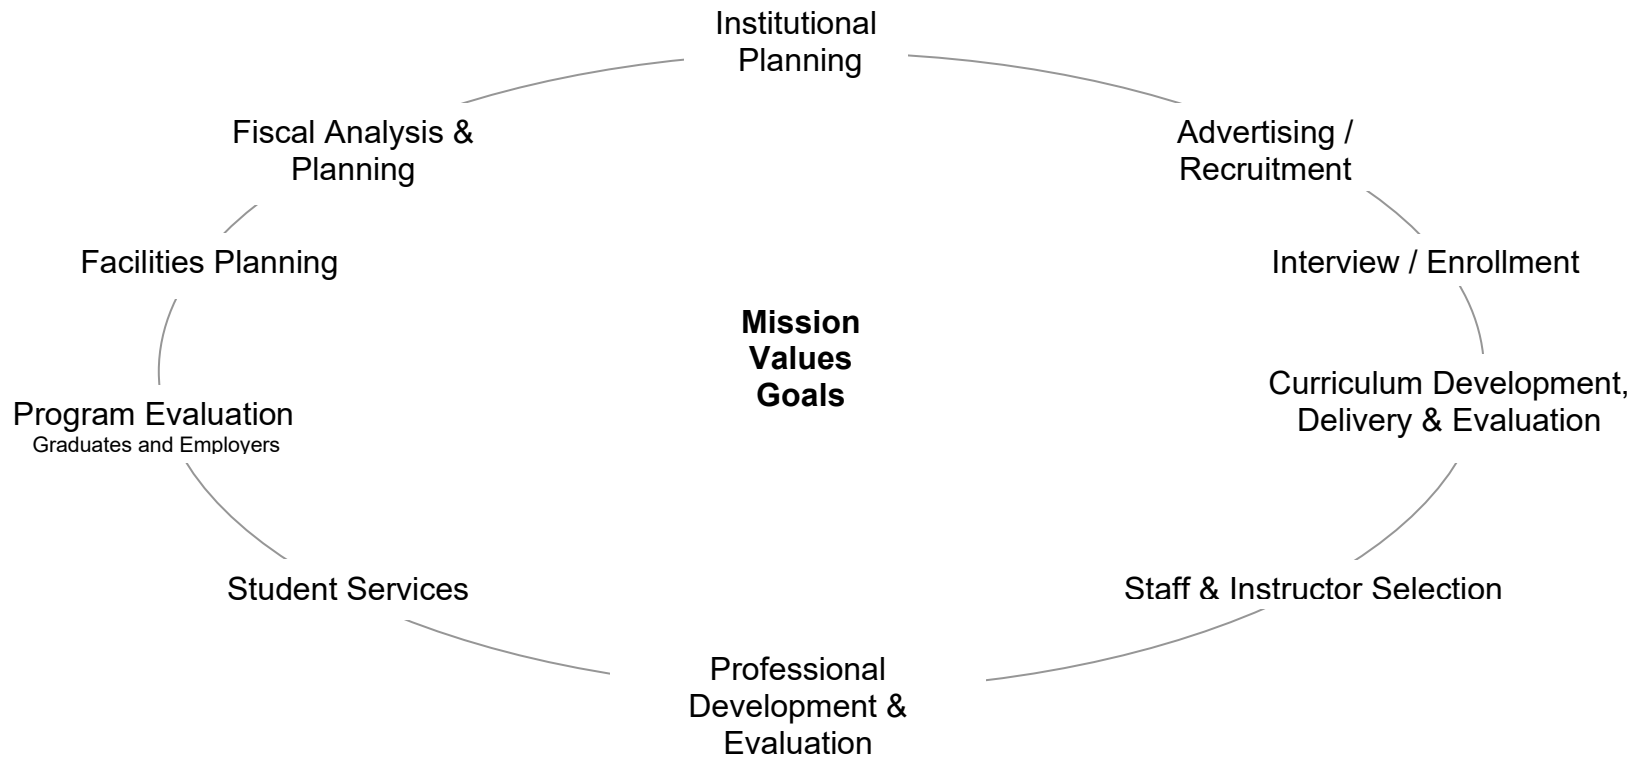 Institutional
Planning
Fiscal Analysis &
Planning
Advertising /
Recruitment
Facilities Planning
Interview / Enrollment
Mission
Values
Goals
Curriculum Development,
Delivery & Evaluation
Program Evaluation
Graduates and Employers
Student Services
Staff & Instructor Selection
Professional
Development &
Evaluation